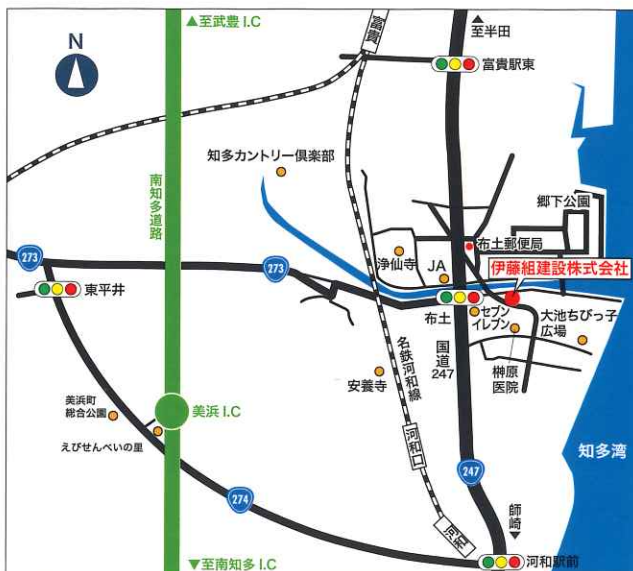 ▲至武豊 I.C
富貴
▲
至半田
N
富貴駅東
知多カントリー倶楽部
南知多道路
郷下公園
布土郵便局
浄仙寺
JA
伊藤組建設株式会社
273
273
東平井
布土
セブン
イレブン
大池ちびっ子
広場
国道
247
榊原
医院
名鉄河和線
安養寺
美浜町
総合公園
美浜 I.C
えびせんべいの里
河和口
知多湾
247
274
師崎
▼
河和
▼至南知多 I.C
河和駅前